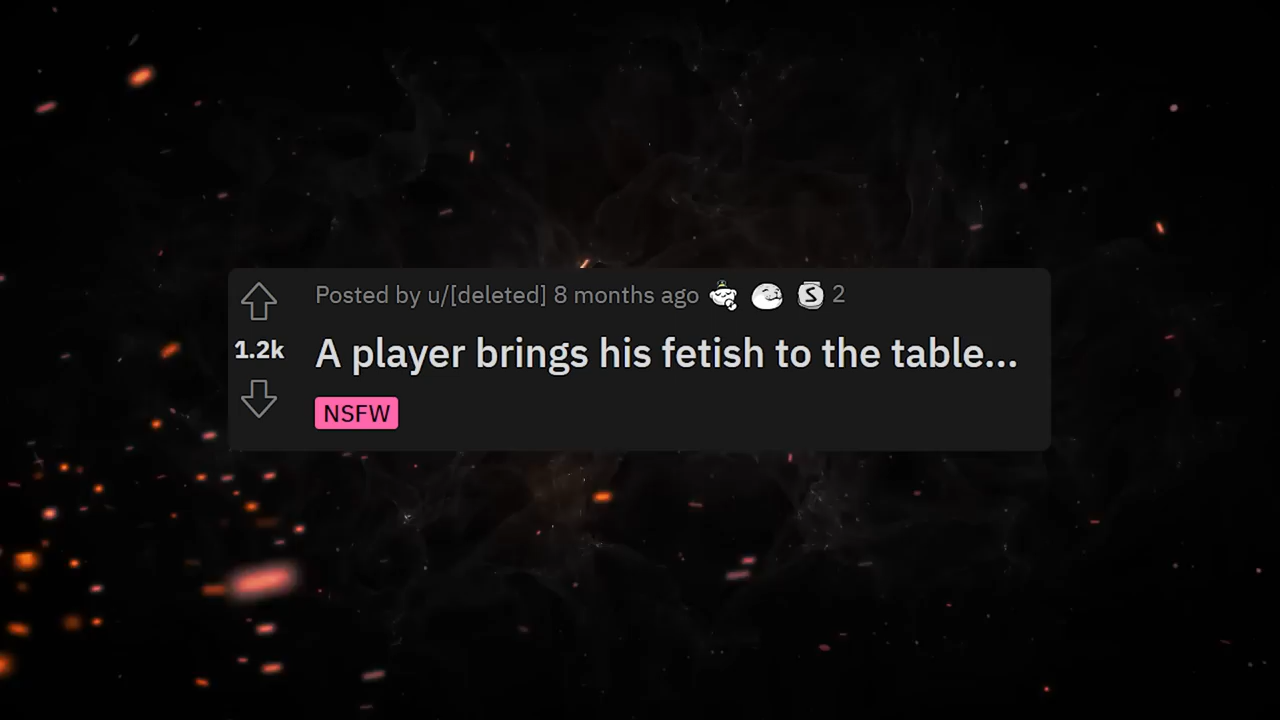 Posted by u/[deleted] 8 months ago S 2
1.2k
A player brings his fetish to the table...
NSFW